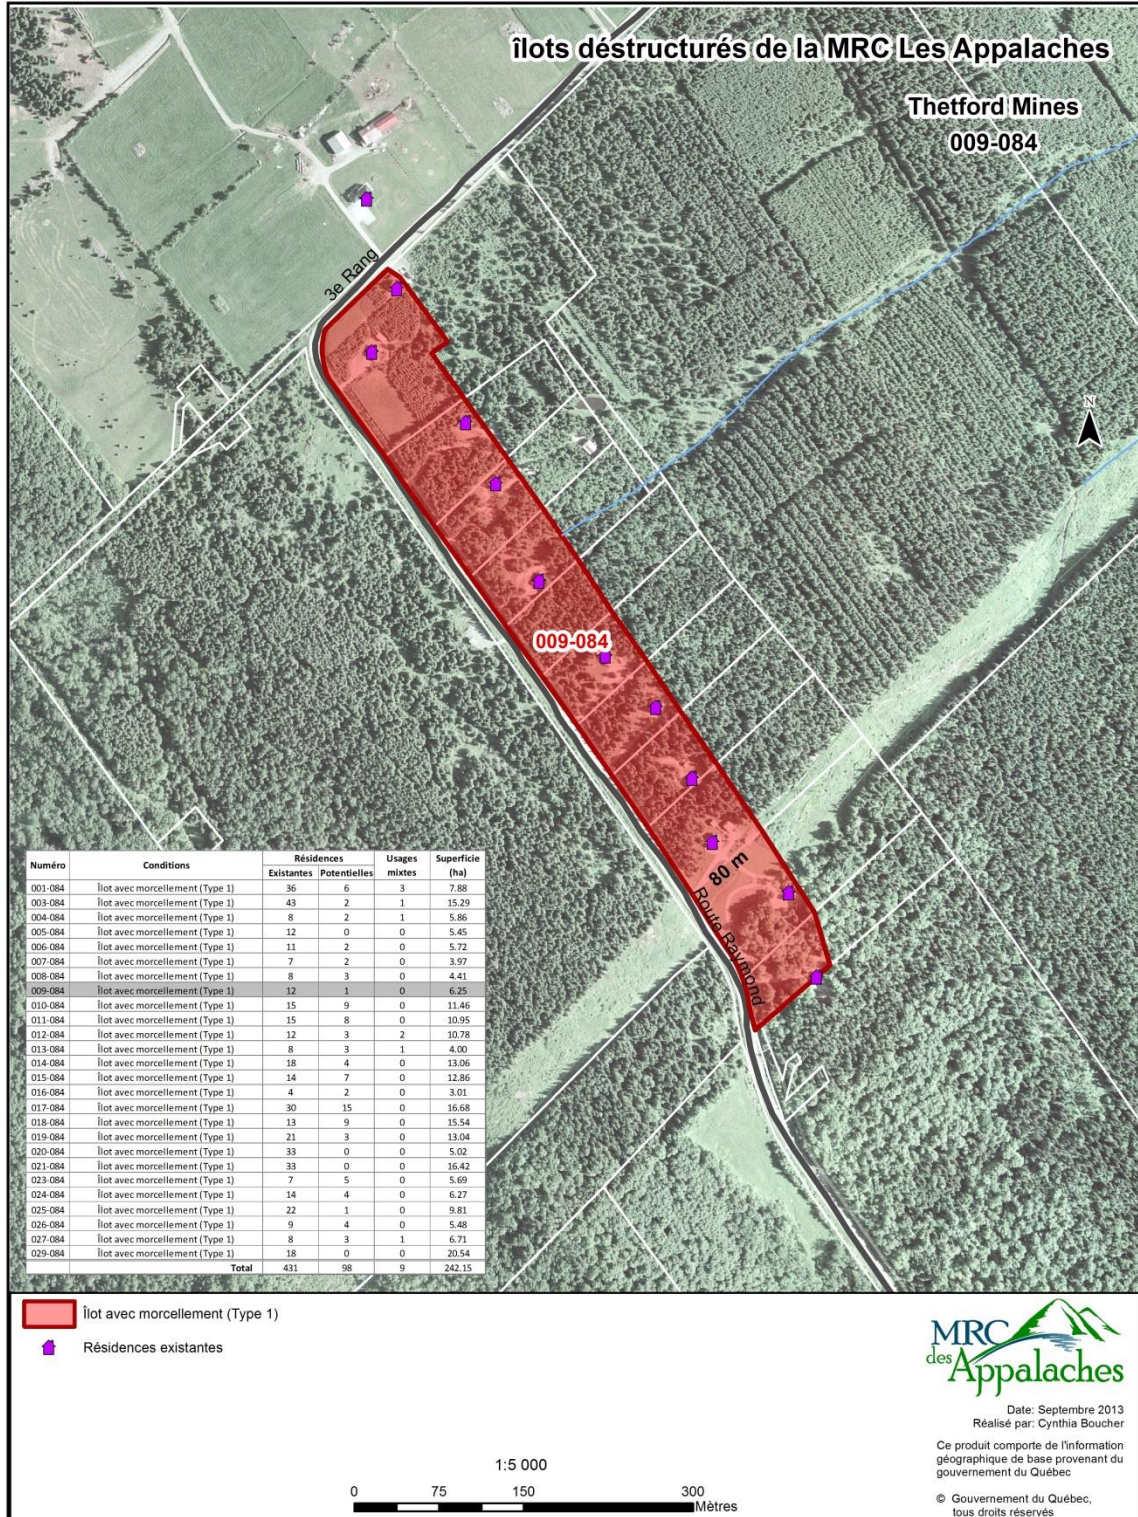 îlots déstructurés de la MRC Les Appalaches
Thetford Mines
009-084
3e Rang
N
009-084
80 m
Route Raymond
Numéro Conditions Résidences Usages mixtes Superficie (ha)
Existantes Potentielles
001-084 Îlot avec morcellement (Type 1) 36 6 3 7.88
003-084 Îlot avec morcellement (Type 1) 43 2 1 15.29
004-084 Îlot avec morcellement (Type 1) 8 2 1 5.86
005-084 Îlot avec morcellement (Type 1) 12 0 0 5.45
006-084 Îlot avec morcellement (Type 1) 11 2 0 5.72
007-084 Îlot avec morcellement (Type 1) 7 2 0 3.97
008-084 Îlot avec morcellement (Type 1) 8 3 0 4.41
009-084 Îlot avec morcellement (Type 1) 12 1 0 6.25
010-084 Îlot avec morcellement (Type 1) 15 9 0 11.46
011-084 Îlot avec morcellement (Type 1) 15 8 0 10.95
012-084 Îlot avec morcellement (Type 1) 12 3 2 10.78
013-084 Îlot avec morcellement (Type 1) 8 3 1 4.00
014-084 Îlot avec morcellement (Type 1) 18 4 0 13.06
015-084 Îlot avec morcellement (Type 1) 14 7 0 12.86
016-084 Îlot avec morcellement (Type 1) 4 2 0 3.01
017-084 Îlot avec morcellement (Type 1) 30 15 0 16.68
018-084 Îlot avec morcellement (Type 1) 13 9 0 15.54
019-084 Îlot avec morcellement (Type 1) 21 3 0 13.04
020-084 Îlot avec morcellement (Type 1) 33 0 0 5.02
021-084 Îlot avec morcellement (Type 1) 33 0 0 16.42
023-084 Îlot avec morcellement (Type 1) 7 5 0 5.69
024-084 Îlot avec morcellement (Type 1) 14 4 0 6.27
025-084 Îlot avec morcellement (Type 1) 22 1 0 9.81
026-084 Îlot avec morcellement (Type 1) 9 4 0 5.48
027-084 Îlot avec morcellement (Type 1) 8 3 1 6.71
029-084 Îlot avec morcellement (Type 1) 18 0 0 20.54
Total 431 98 9 242.15
Îlot avec morcellement (Type 1)
Résidences existantes
1:5 000
0 75 150 300
Mètres
MRC
des Appalaches
Date: Septembre 2013
Réalisé par: Cynthia Boucher
Ce produit comporte de l'information
géographique de base provenant du
gouvernement du Québec
© Gouvernement du Québec,
tous droits réservés